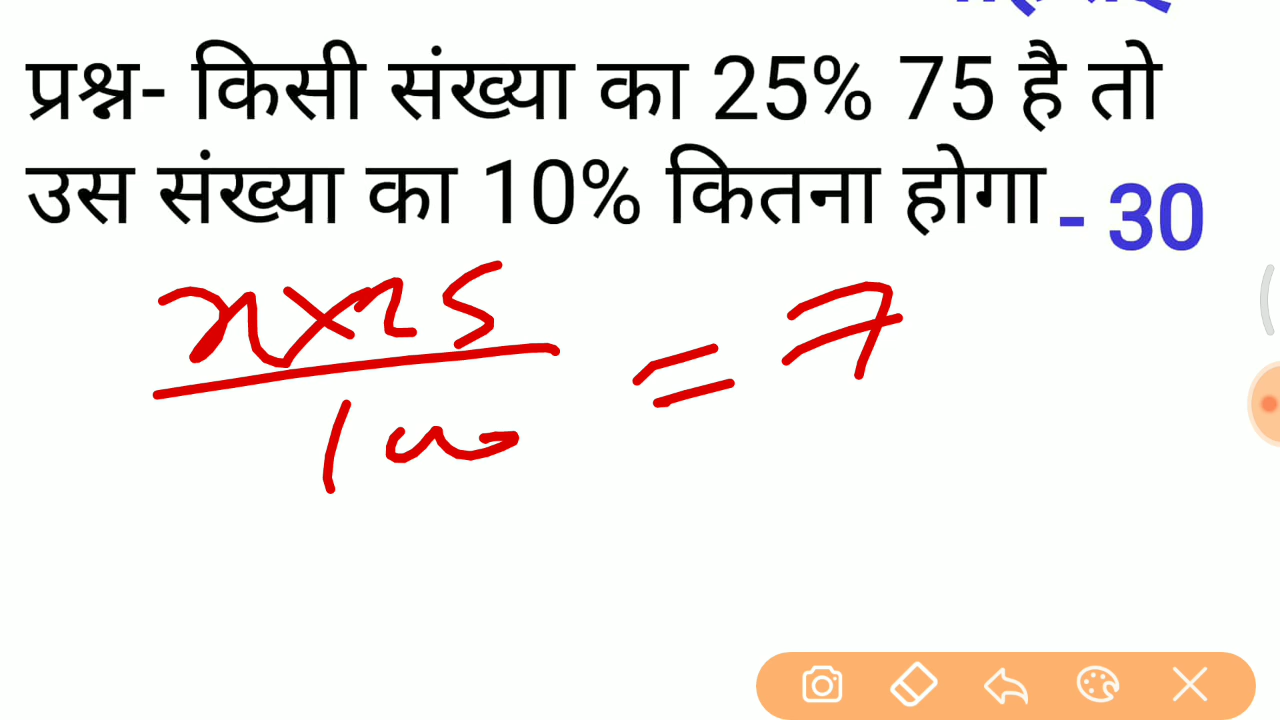 प्रश्न- किसी संख्या का 25% 75 है तो
उस संख्या का 10% कितना होगा - 30
x×25 = 7
100